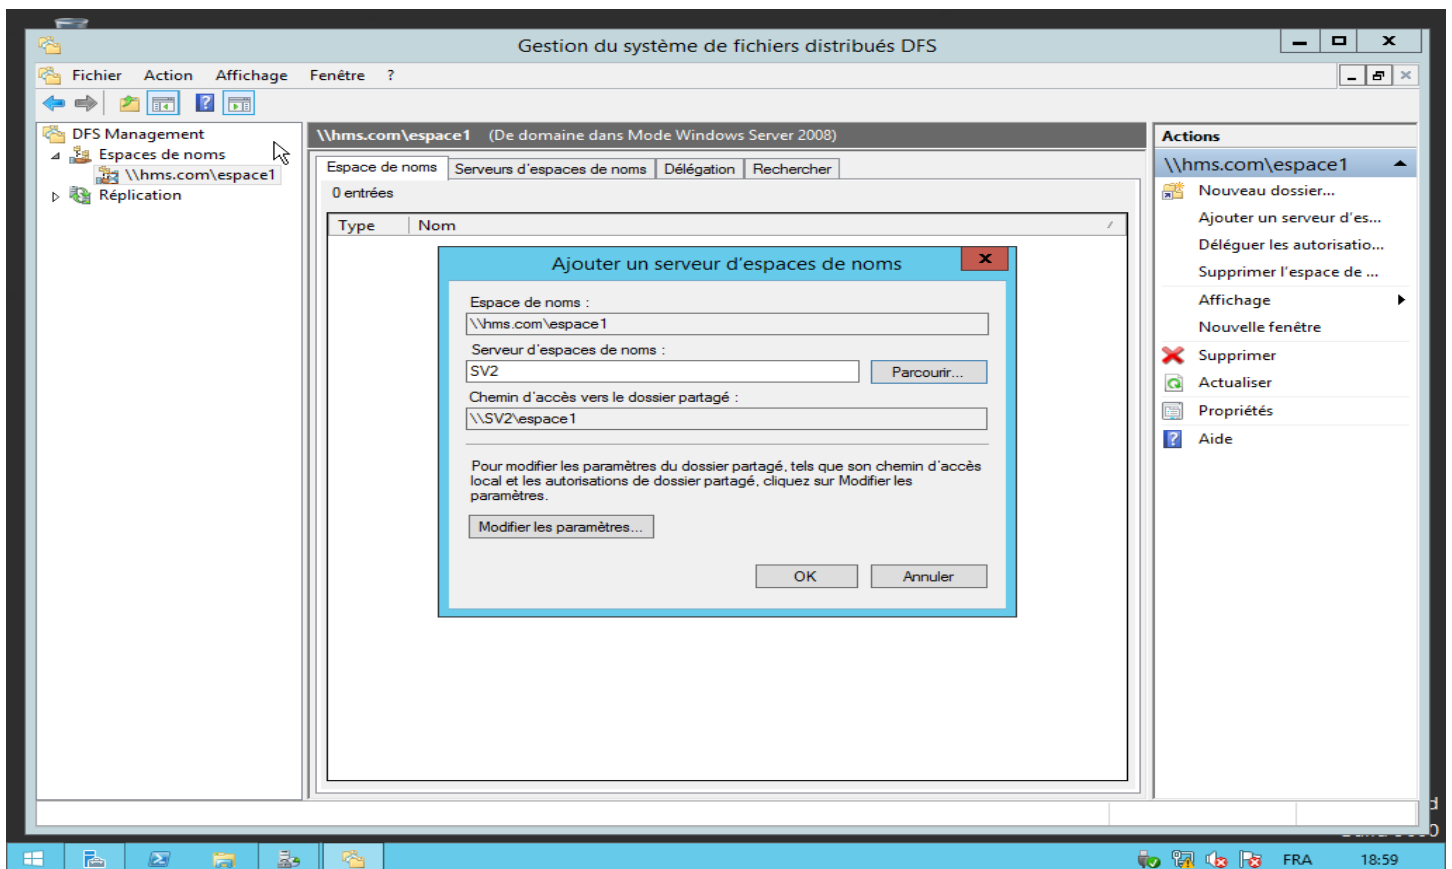 Gestion du système de fichiers distribués DFS
Fichier Action Affichage Fenêtre ?
DFS Management
Espaces de noms
\\hms.com\espace1
Réplication
\\hms.com\espace1 (De domaine dans Mode Windows Server 2008)
Espace de noms Serveurs d'espaces de noms Délégation Rechercher
0 entrées
Type Nom
Ajouter un serveur d'espaces de noms
Espace de noms :
\\hms.com\espace1
Serveur d'espaces de noms :
SV2
Parcourir...
Chemin d'accès vers le dossier partagé :
\\SV2\espace1
Pour modifier les paramètres du dossier partagé, tels que son chemin d'accès
local et les autorisations de dossier partagé, cliquez sur Modifier les
paramètres.
Modifier les paramètres...
OK Annuler
Actions
\\hms.com\espace1
Nouveau dossier...
Ajouter un serveur d'es...
Déléguer les autorisatio...
Supprimer l'espace de ...
Affichage
Nouvelle fenêtre
Supprimer
Actualiser
Propriétés
Aide
FRA 18:59